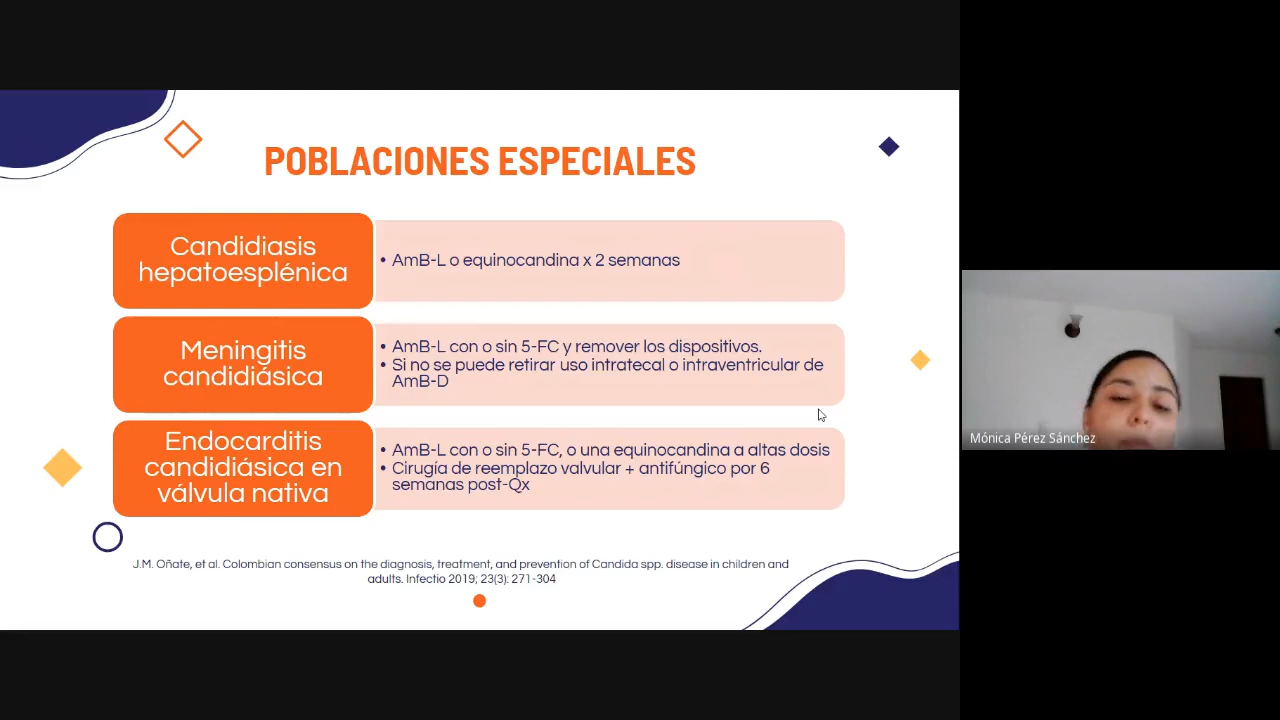 POBLACIONES ESPECIALES
Candidiasis
hepatoesplénica
• AmB-L o equinocandina x 2 semanas
Meningitis
candidiásica
• AmB-L con o sin 5-FC y remover los dispositivos.
• Si no se puede retirar uso intratecal o intraventricular de
AmB-D
Endocarditis
candidiásica en
válvula nativa
• AmB-L con o sin 5-FC, o una equinocandina a altas dosis
• Cirugía de reemplazo valvular + antifúngico por 6
semanas post-Qx
J.M. Oñate, et al. Colombian consensus on the diagnosis, treatment, and prevention of Candida spp. disease in children and
adults. Infectio 2019; 23(3): 271-304
Mónica Pérez Sánchez